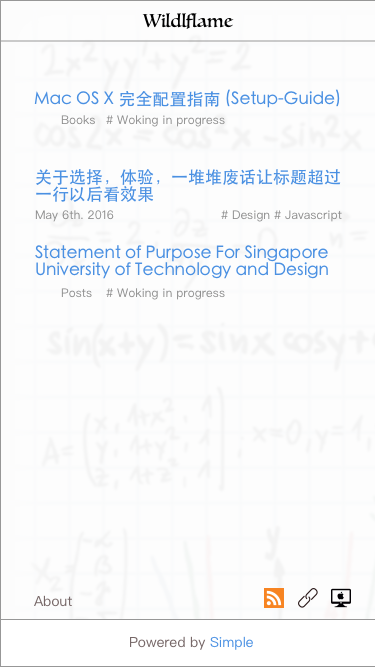 Wildlflame
Mac OS X 完全配置指南 (Setup-Guide)
Books # Woking in progress
关于选择，体验，一堆堆废话让标题超过
一行以后看效果
May 6th. 2016 # Design # Javascript
Statement of Purpose For Singapore
University of Technology and Design
Posts # Woking in progress
About
Powered by Simple